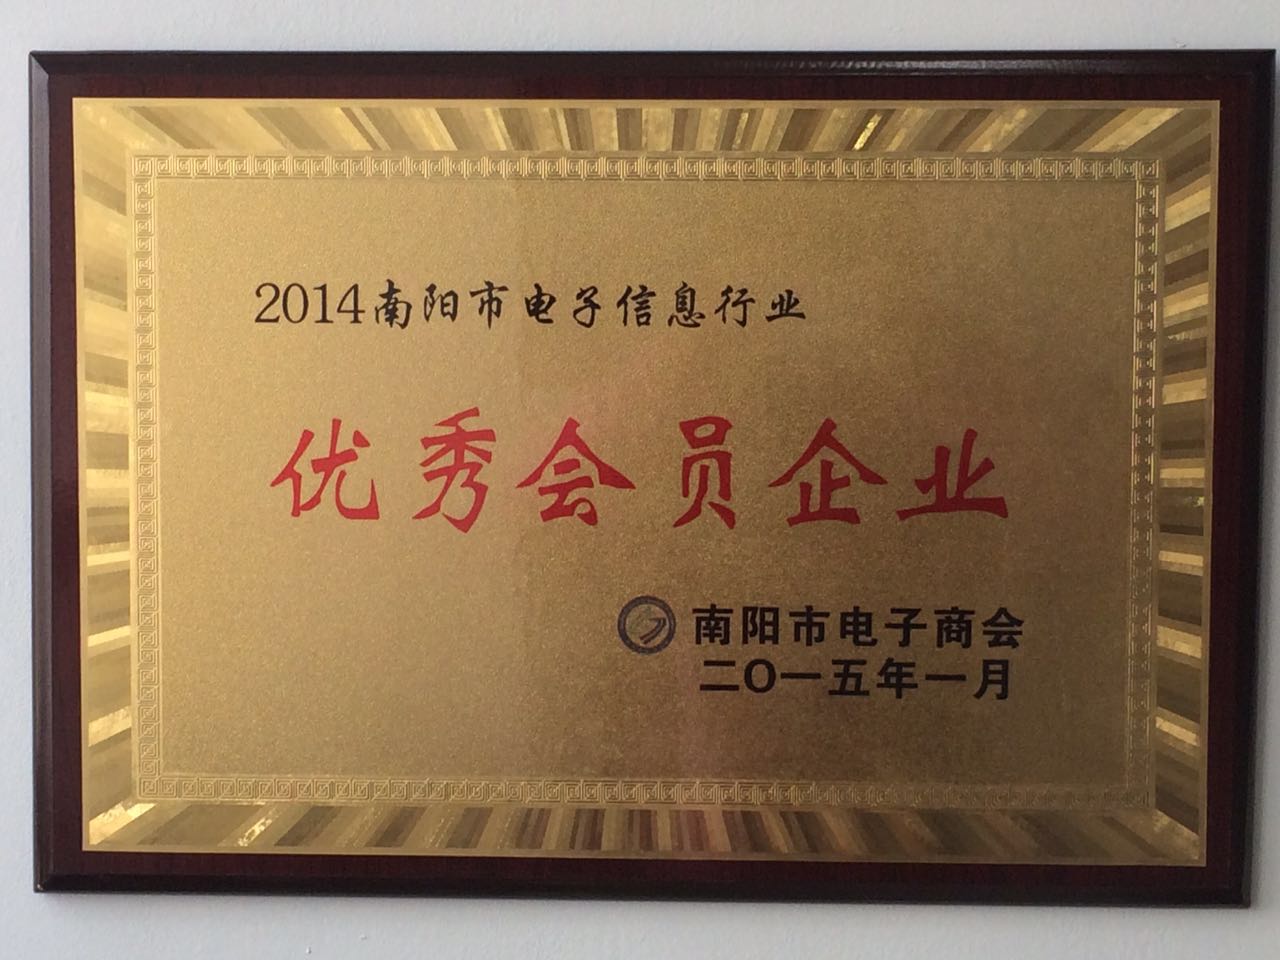 2014南阳市电子信息行业
优秀会员企业
南阳市电子商会
二〇一五年一月